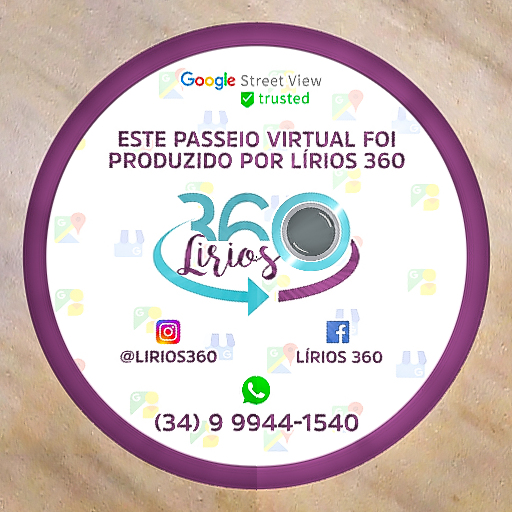 Google Street View
trusted
ESTE PASSEIO VIRTUAL FOI
PRODUZIDO POR LÍRIOS 360
360
Lírios
@LIRIOS360
LÍRIOS 360
(34) 9 9944-1540